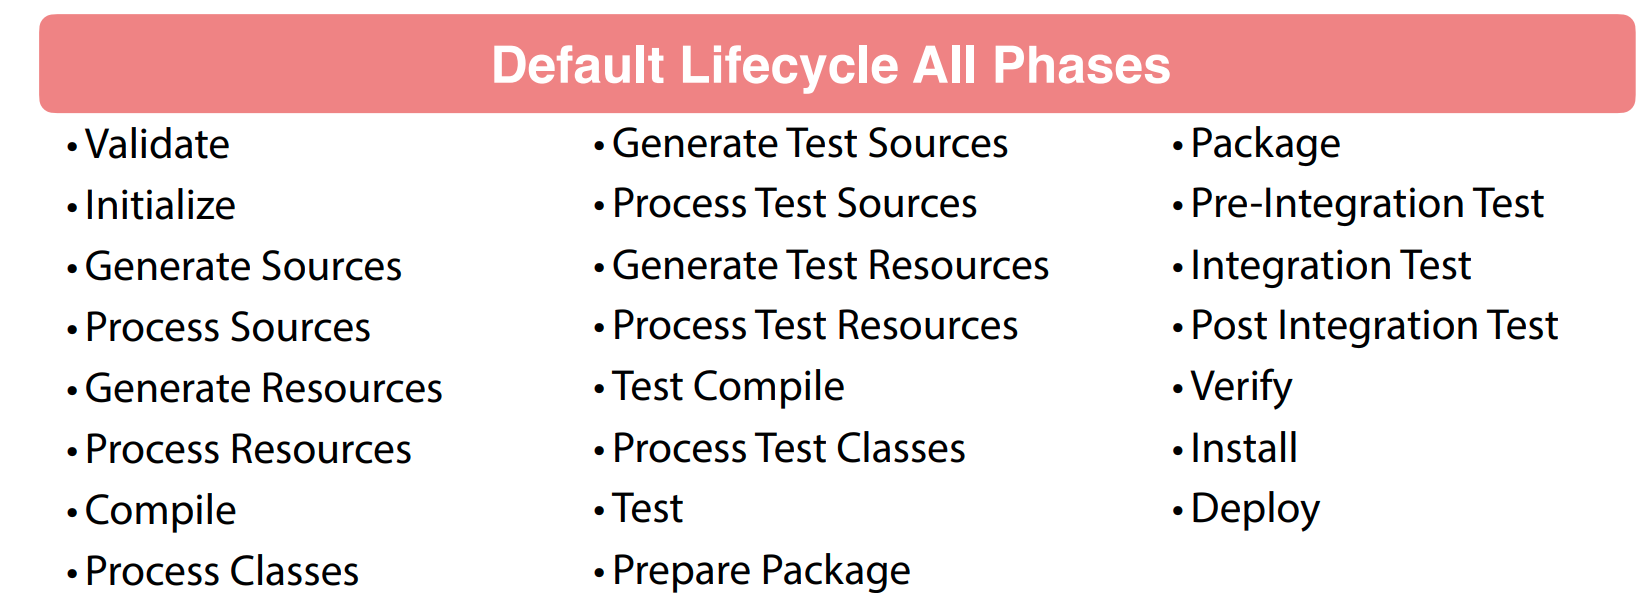 Default Lifecycle All Phases
• Validate
• Initialize
• Generate Sources
• Process Sources
• Generate Resources
• Process Resources
• Compile
• Process Classes
• Generate Test Sources
• Process Test Sources
• Generate Test Resources
• Process Test Resources
• Test Compile
• Process Test Classes
• Test
• Prepare Package
• Package
• Pre-Integration Test
• Integration Test
• Post Integration Test
• Verify
• Install
• Deploy